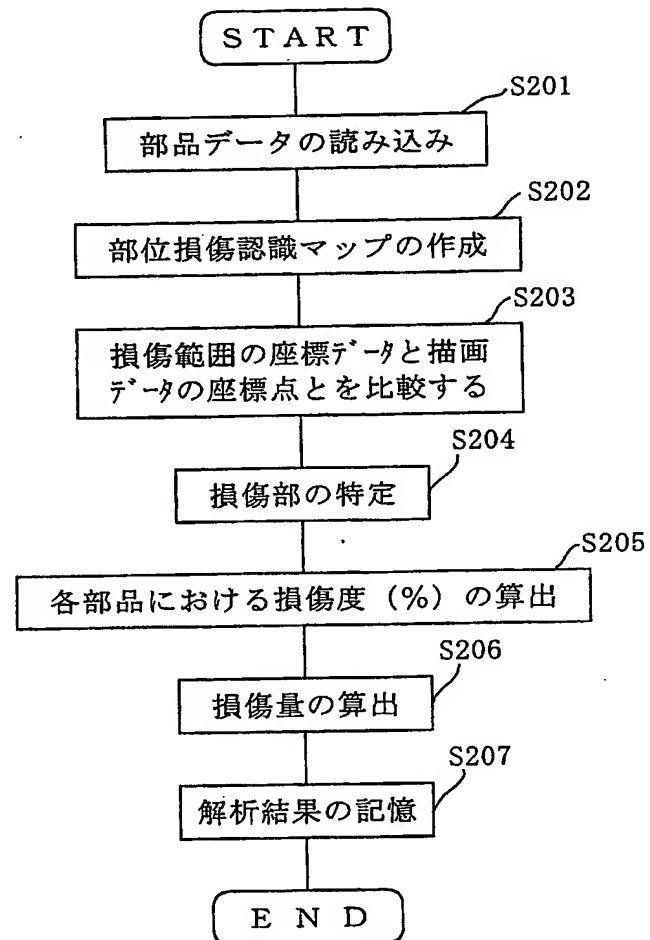 START
S201
部品データの読み込み
S202
部位損傷認識マップの作成
S203
損傷範囲の座標ﾃﾞｰﾀと描画
ﾃﾞｰﾀの座標点とを比較する
S204
損傷部の特定
S205
各部品における損傷度（%）の算出
S206
損傷量の算出
S207
解析結果の記憶
END